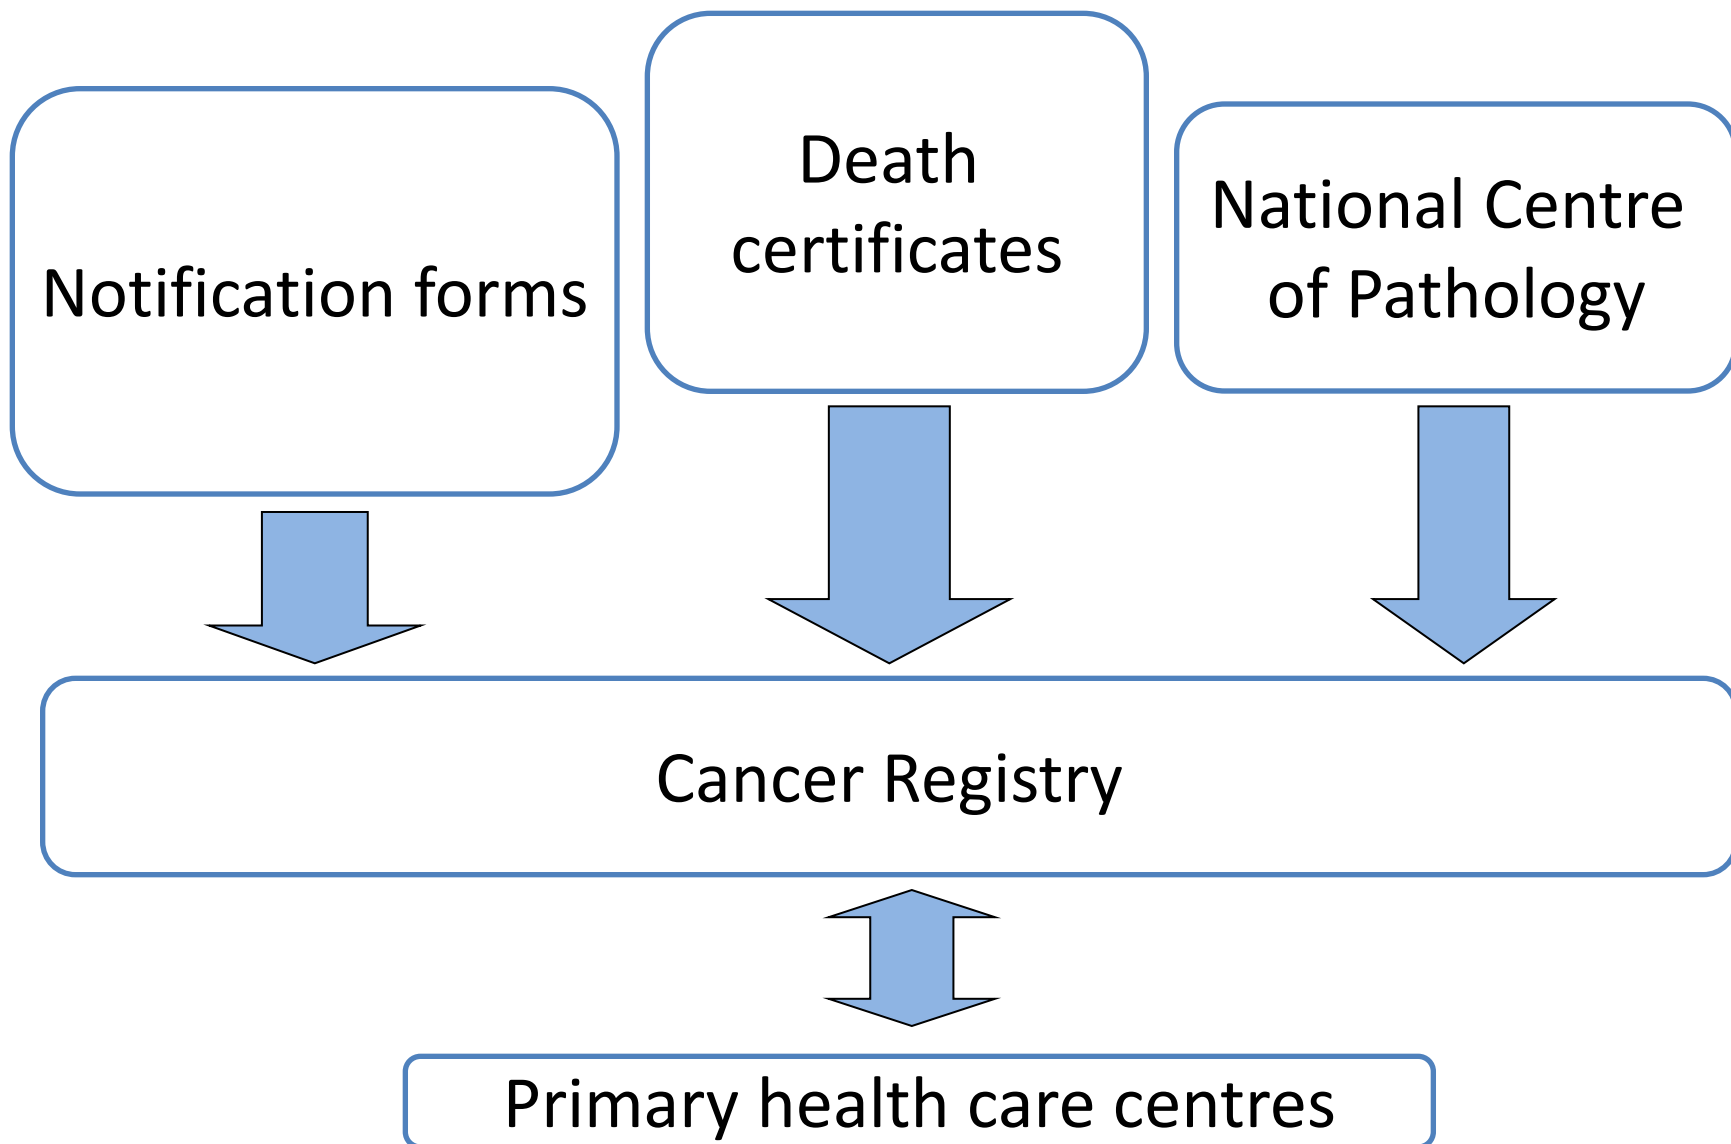 Notification forms
Death
certificates
National Centre
of Pathology
Cancer Registry
Primary health care centres